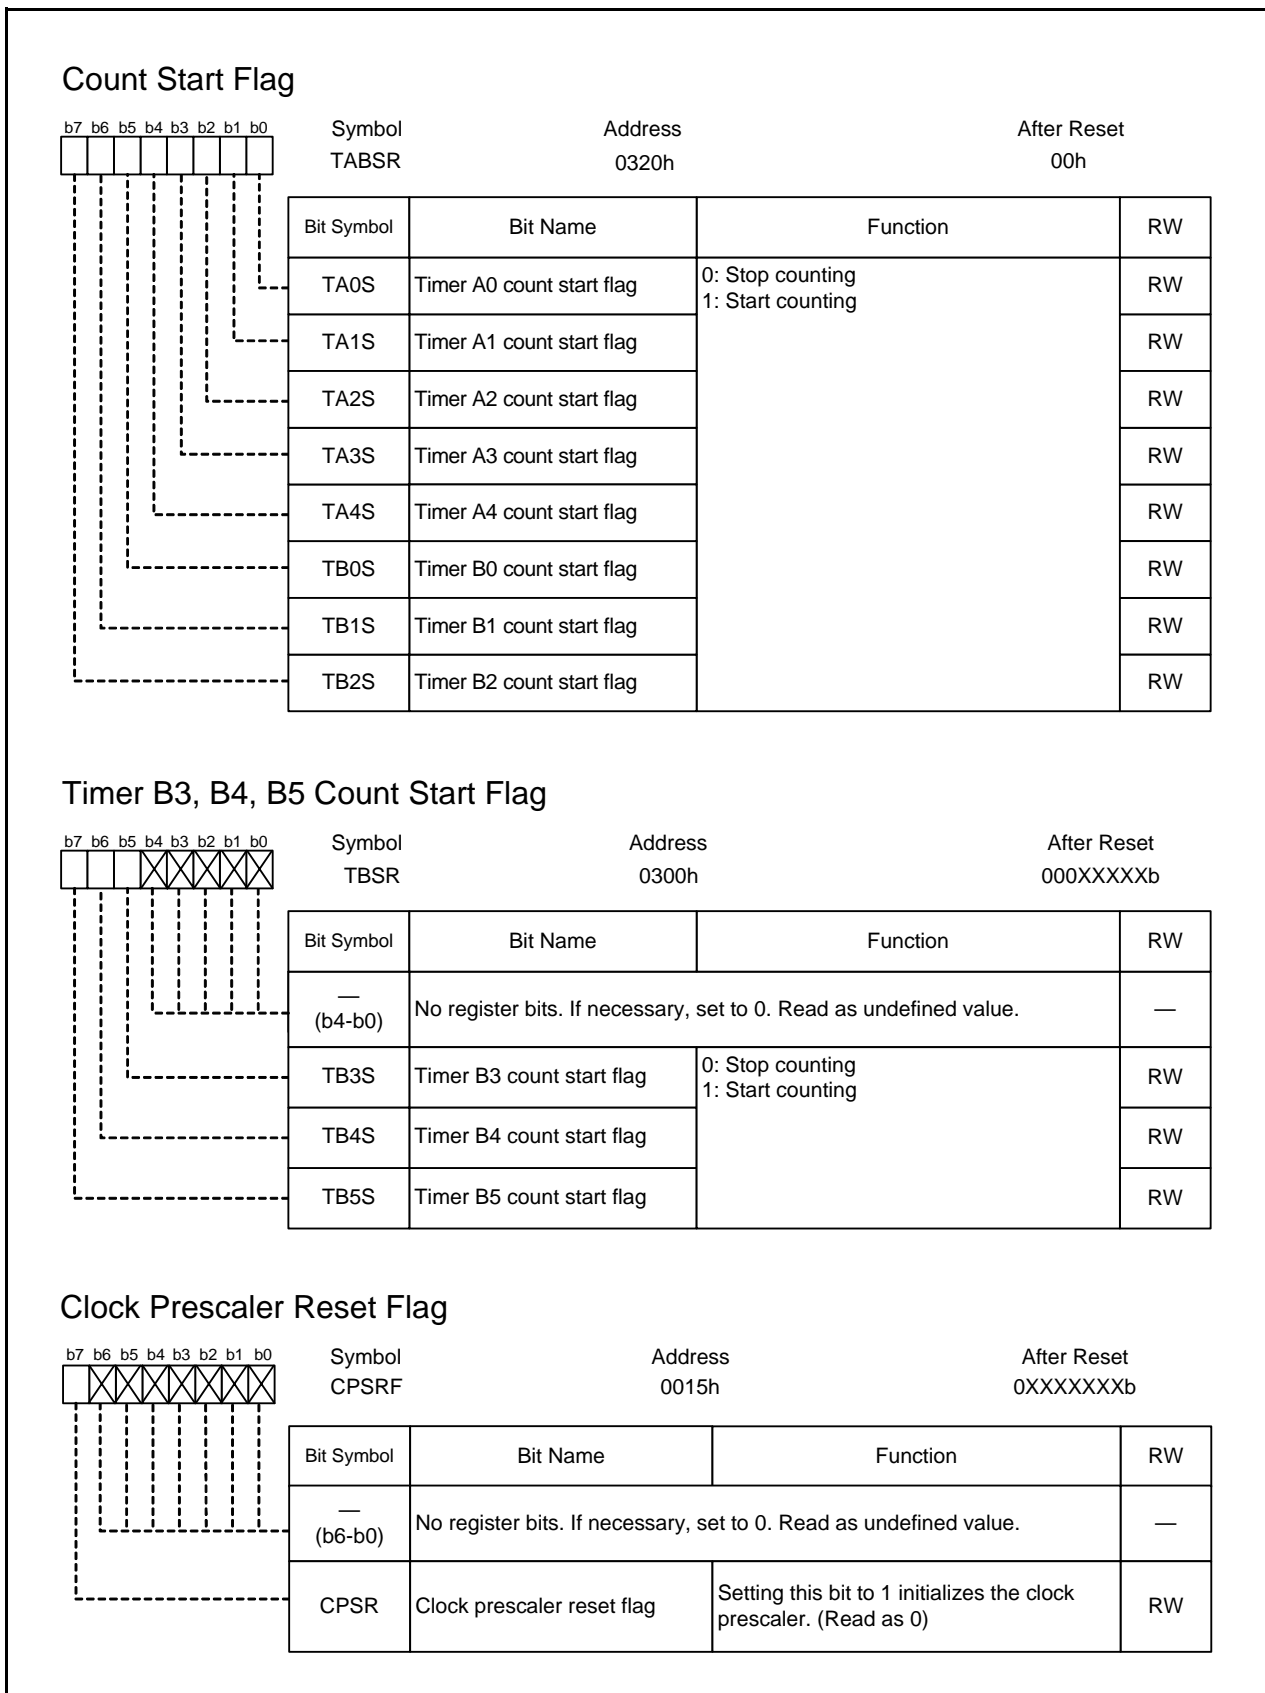 Count Start Flag
b7 b6 b5 b4 b3 b2 b1 b0
Symbol Address After Reset
TABSR 0320h 00h
Bit Symbol Bit Name Function RW
TA0S Timer A0 count start flag 0: Stop counting RW
1: Start counting
TA1S Timer A1 count start flag RW
TA2S Timer A2 count start flag RW
TA3S Timer A3 count start flag RW
TA4S Timer A4 count start flag RW
TB0S Timer B0 count start flag RW
TB1S Timer B1 count start flag RW
TB2S Timer B2 count start flag RW
Timer B3, B4, B5 Count Start Flag
b7 b6 b5 b4 b3 b2 b1 b0
Symbol Address After Reset
TBSR 0300h 000XXXXXb
Bit Symbol Bit Name Function RW
—
(b4-b0) No register bits. If necessary, set to 0. Read as undefined value. —
TB3S Timer B3 count start flag 0: Stop counting RW
1: Start counting
TB4S Timer B4 count start flag RW
TB5S Timer B5 count start flag RW
Clock Prescaler Reset Flag
b7 b6 b5 b4 b3 b2 b1 b0
Symbol Address After Reset
CPSRF 0015h 0XXXXXXXb
Bit Symbol Bit Name Function RW
—
(b6-b0) No register bits. If necessary, set to 0. Read as undefined value. —
CPSR Clock prescaler reset flag Setting this bit to 1 initializes the clock RW
prescaler. (Read as 0)